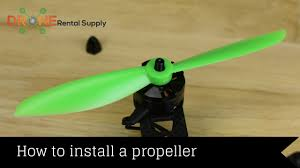 DRONE
Rental Supply
How to install a propeller